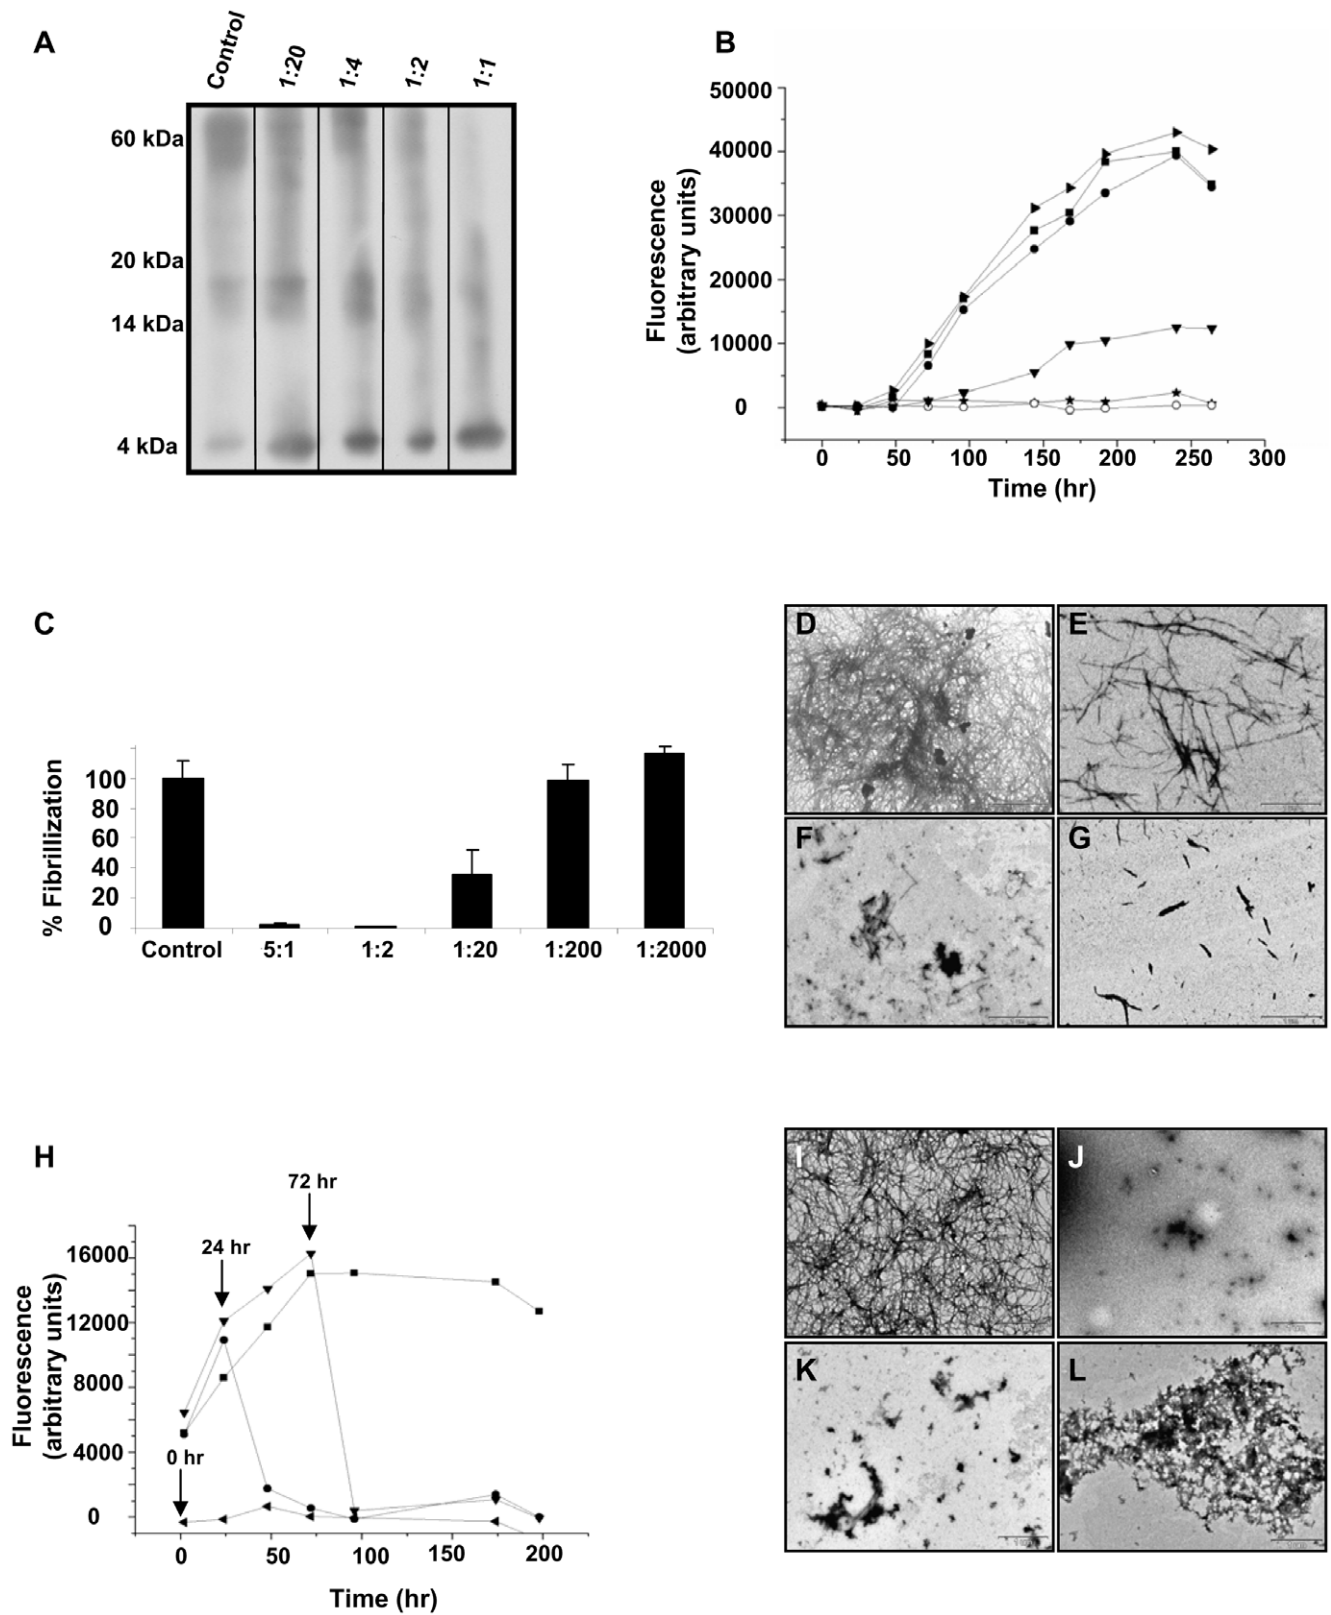 A
Control
1:20
1:4
1:2
1:1
60 kDa
20 kDa
14 kDa
4 kDa
B
50000
40000
30000
20000
10000
0
Fluorescence
(arbitrary units)
0
50
100
150
200
250
300
Time (hr)
C
100
80
60
40
20
0
% Fibrillization
Control
5:1
1:2
1:20
1:200
1:2000
D
E
F
G
H
72 hr
24 hr
0 hr
16000
12000
8000
4000
0
Fluorescence
(arbitrary units)
0
50
100
150
200
Time (hr)
I
J
K
L